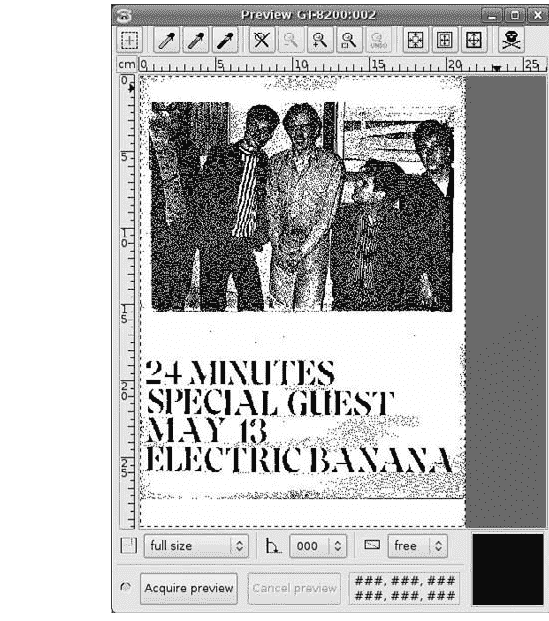 Preview GT-8200:002
cm 0 5 10 15 20 25
0
5
10
15
20
25
24 MINUTES
SPECIAL GUEST
MAY 13
ELECTRIC BANANA
full size 000 free
Acquire preview Cancel preview ###, ###, ###
###, ###, ###